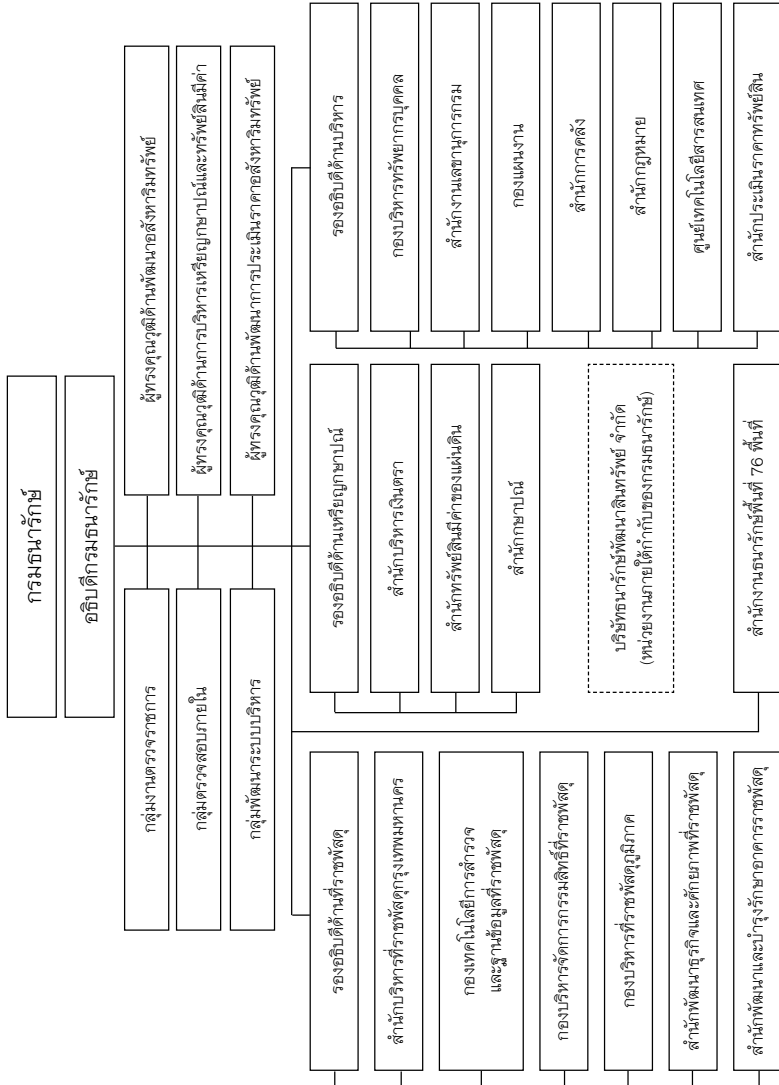 กรมธนารักษ์
อธิบดีกรมธนารักษ์
กลุ่มงานตรวจราชการ
ผู้ทรงคุณวุฒิด้านพัฒนาอสังหาริมทรัพย์
กลุ่มตรวจสอบภายใน
ผู้ทรงคุณวุฒิด้านการบริหารเหรียญกษาปณ์และทรัพย์สินมีค่า
กลุ่มพัฒนาระบบบริหาร
ผู้ทรงคุณวุฒิด้านพัฒนาการประเมินราคาอสังหาริมทรัพย์
รองอธิบดีด้านที่ราชพัสดุ
สำนักบริหารที่ราชพัสดุกรุงเทพมหานคร
กองเทคโนโลยีการสำรวจ
และฐานข้อมูลที่ราชพัสดุ
กองบริหารจัดการกรรมสิทธิ์ที่ราชพัสดุ
กองบริหารที่ราชพัสดุภูมิภาค
สำนักพัฒนาธุรกิจและศักยภาพที่ราชพัสดุ
สำนักพัฒนาและบำรุงรักษาอาคารราชพัสดุ
รองอธิบดีด้านเหรียญกษาปณ์
สำนักบริหารเงินตรา
สำนักทรัพย์สินมีค่าของแผ่นดิน
สำนักกษาปณ์
บริษัทธนารักษ์พัฒนาสินทรัพย์ จำกัด
(หน่วยงานภายใต้กำกับของกรมธนารักษ์)
สำนักงานธนารักษ์พื้นที่ 76 พื้นที่
รองอธิบดีด้านบริหาร
กองบริหารทรัพยากรบุคคล
สำนักงานเลขานุการกรม
กองแผนงาน
สำนักการคลัง
สำนักกฎหมาย
ศูนย์เทคโนโลยีสารสนเทศ
สำนักประเมินราคาทรัพย์สิน